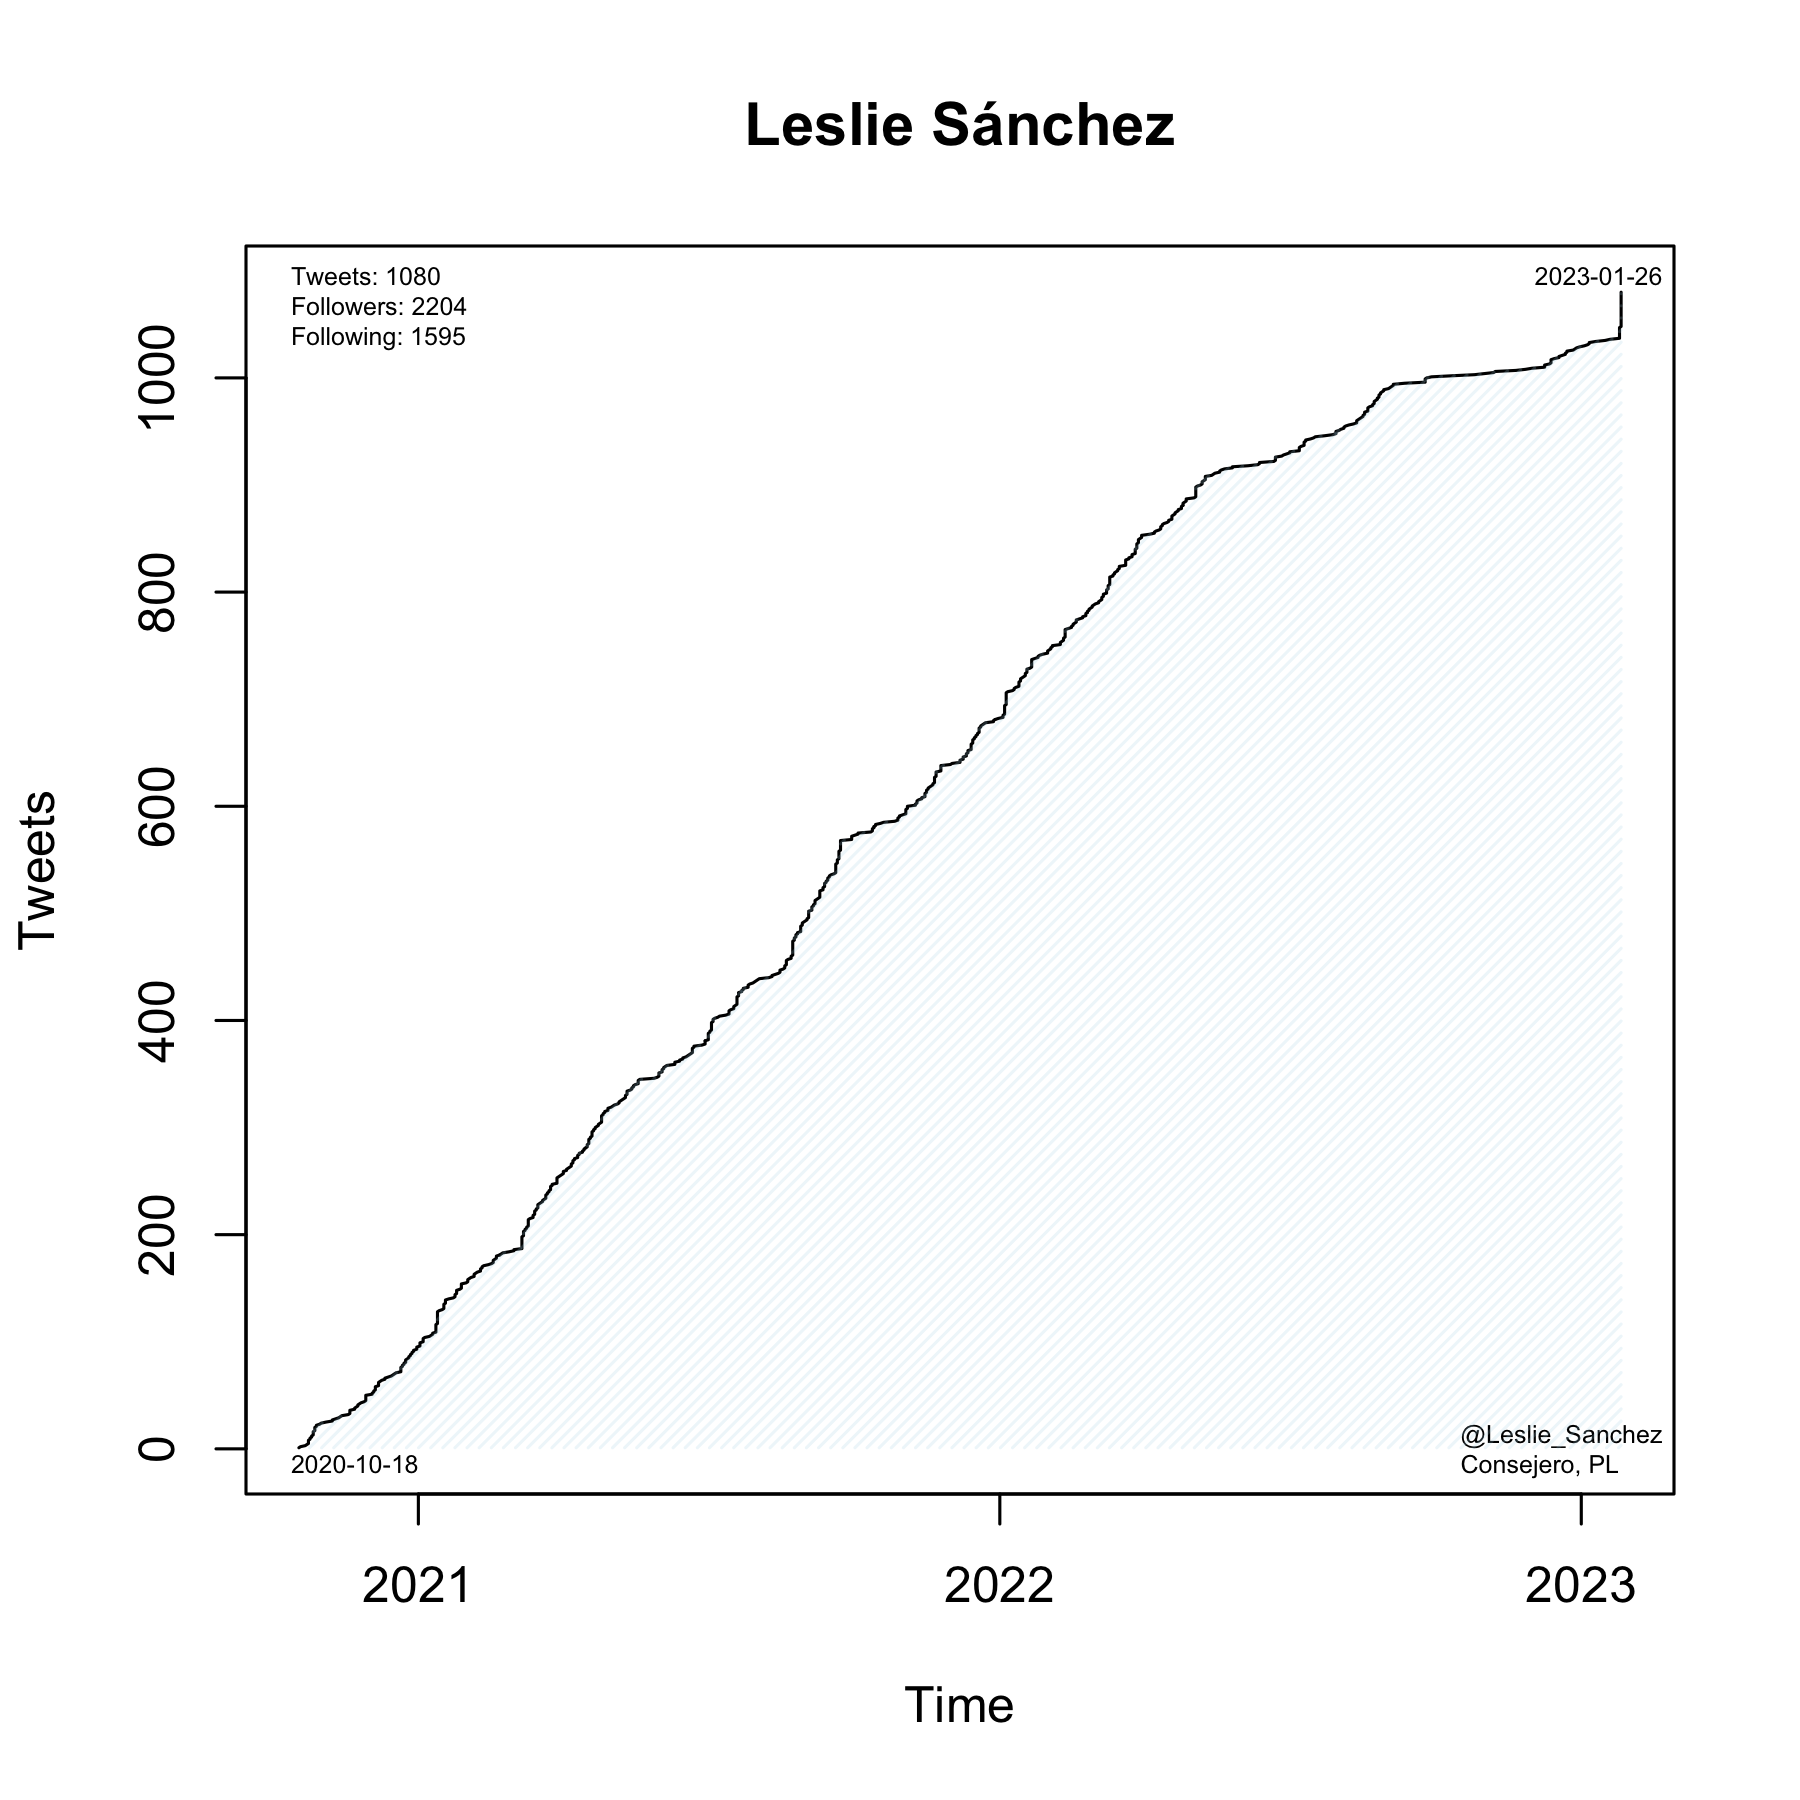 Leslie Sánchez
Tweets: 1080
Followers: 2204
Following: 1595
2023-01-26
1000
800
600
400
200
0
Tweets
@Leslie_Sanchez
Consejero, PL
2020-10-18
2021
2022
2023
Time